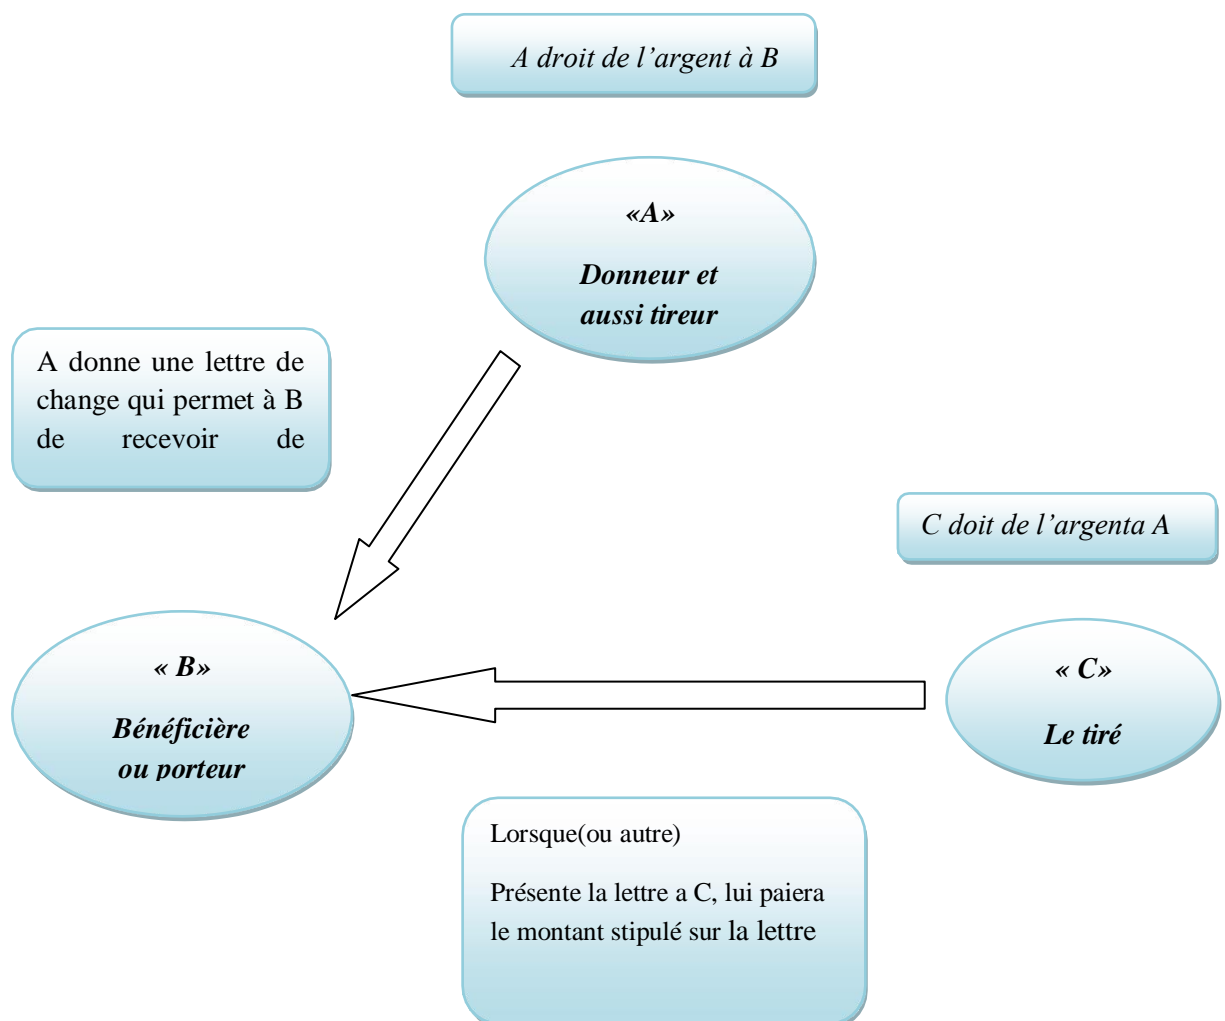 A droit de l’argent à B
«A»
Donneur et
aussi tireur
A donne une lettre de
change qui permet à B
de recevoir de
C doit de l’argenta A
« B»
Bénéficière
ou porteur
« C»
Le tiré
Lorsque(ou autre)
Présente la lettre a C, lui paiera
le montant stipulé sur la lettre